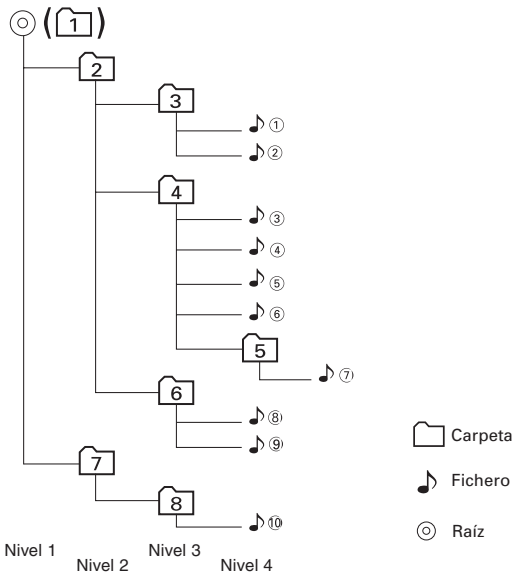 (1)
2
3
①
②
4
③
④
⑤
⑥
5
⑦
6
⑧
⑨
Carpeta
7
Fichero
8
⑩
Raíz
Nivel 1
Nivel 2
Nivel 3
Nivel 4